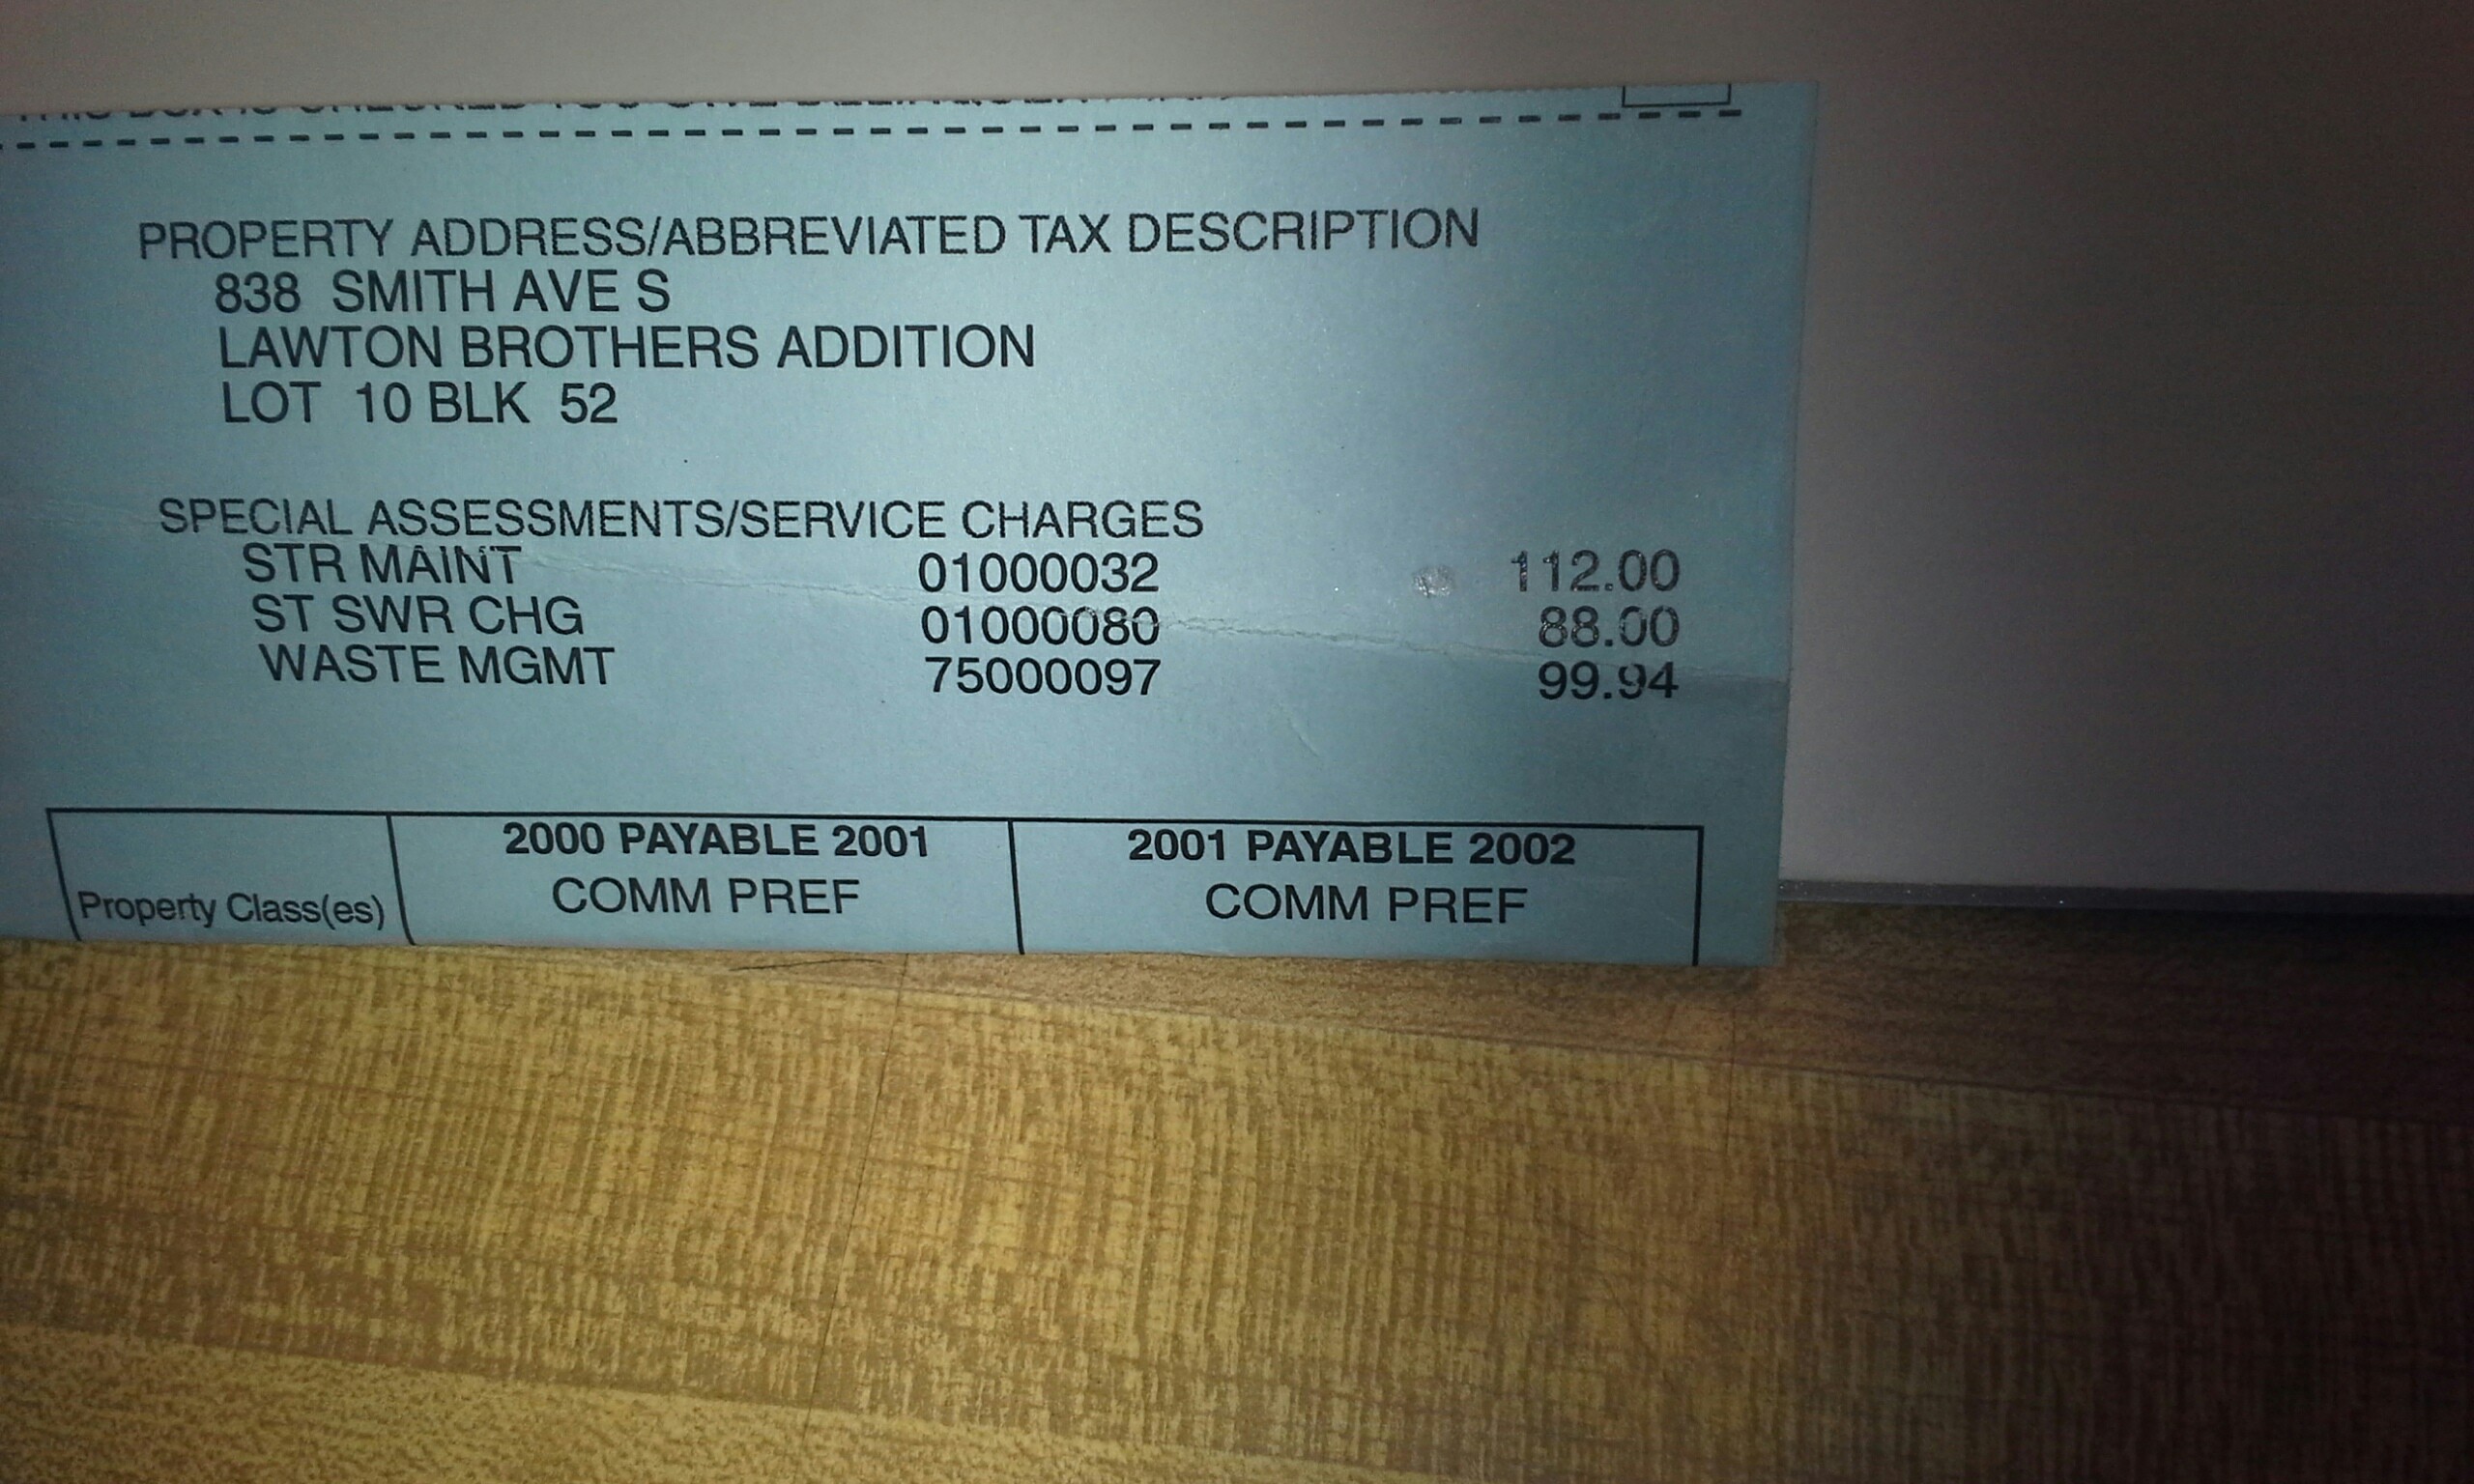 PROPERTY ADDRESS/ABBREVIATED TAX DESCRIPTION
838 SMITH AVE S
LAWTON BROTHERS ADDITION
LOT 10 BLK 52
SPECIAL ASSESSMENTS/SERVICE CHARGES
STR MAINT 01000032 112.00
ST SWR CHG 01000080 88.00
WASTE MGMT 75000097 99.94
2000 PAYABLE 2001 2001 PAYABLE 2002
Property Class(es) COMM PREF COMM PREF